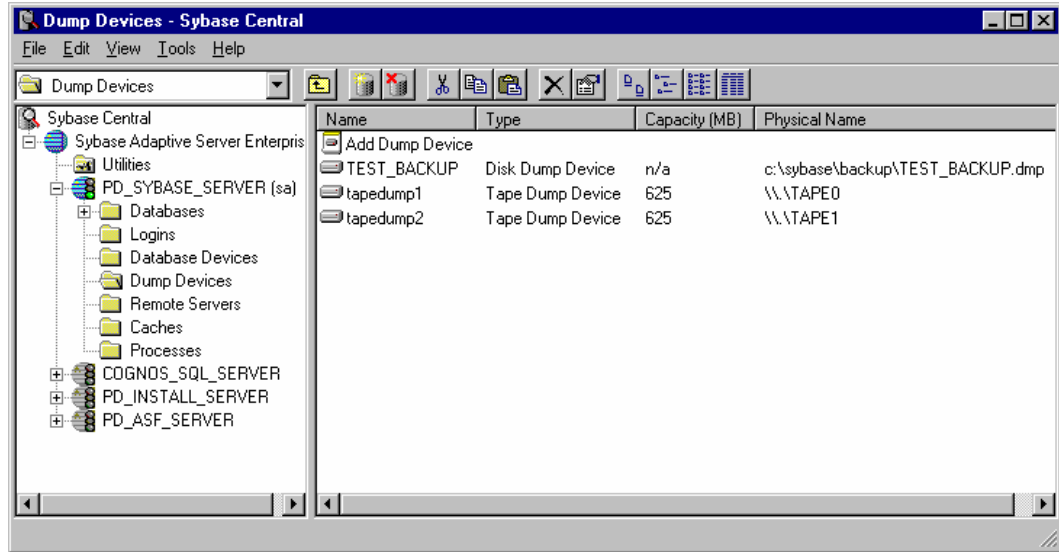 Dump Devices - Sybase Central
File Edit View Tools Help
Dump Devices
Sybase Central
Sybase Adaptive Server Enterpris
Utilities
PD_SYBASE_SERVER (sa)
Databases
Logins
Database Devices
Dump Devices
Remote Servers
Caches
Processes
COGNOS_SQL_SERVER
PD_INSTALL_SERVER
PD_ASF_SERVER
Name Type Capacity (MB) Physical Name
Add Dump Device
TEST_BACKUP Disk Dump Device n/a c:\sybase\backup\TEST_BACKUP.dmp
tapedump1 Tape Dump Device 625 \\.\TAPE0
tapedump2 Tape Dump Device 625 \\.\TAPE1